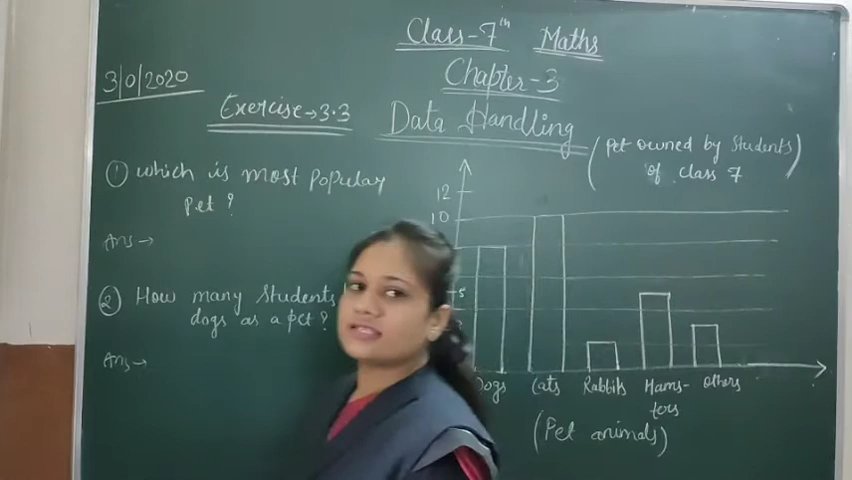 Class-7th Maths
3/0/2020
Chapter-3
Exercise→3.3
Data Handling
(Pet owned by Students of class 7)
① Which is most Popular
Pet ?
Ans→
② How many Students
dogs as a pet ?
Ans→
12
10
5
Dogs Cats Rabbits Hams-
ters
others
(Pet animals)